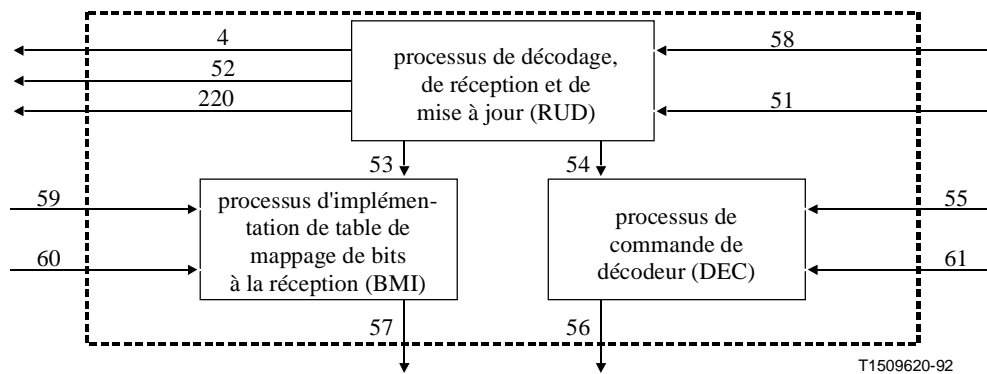 4
52
220
processus de décodage,
de réception et de
mise à jour (RUD)
58
51
53
54
59
60
processus d'implémen-
tation de table de
mappage de bits
à la réception (BMI)
processus de
commande de
décodeur (DEC)
55
61
57
56
T1509620-92